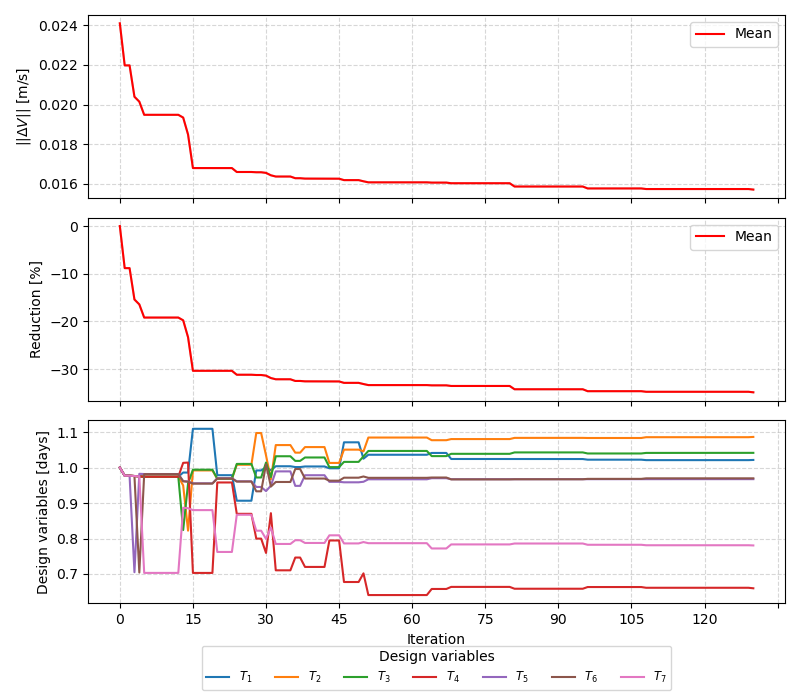 ||ΔV|| [m/s]
0.024
0.022
0.020
0.018
0.016
Mean
Reduction [%]
0
−10
−20
−30
Mean
Design variables [days]
1.1
1.0
0.9
0.8
0.7
0 15 30 45 60 75 90 105 120
Iteration
Design variables
T1 T2 T3 T4 T5 T6 T7